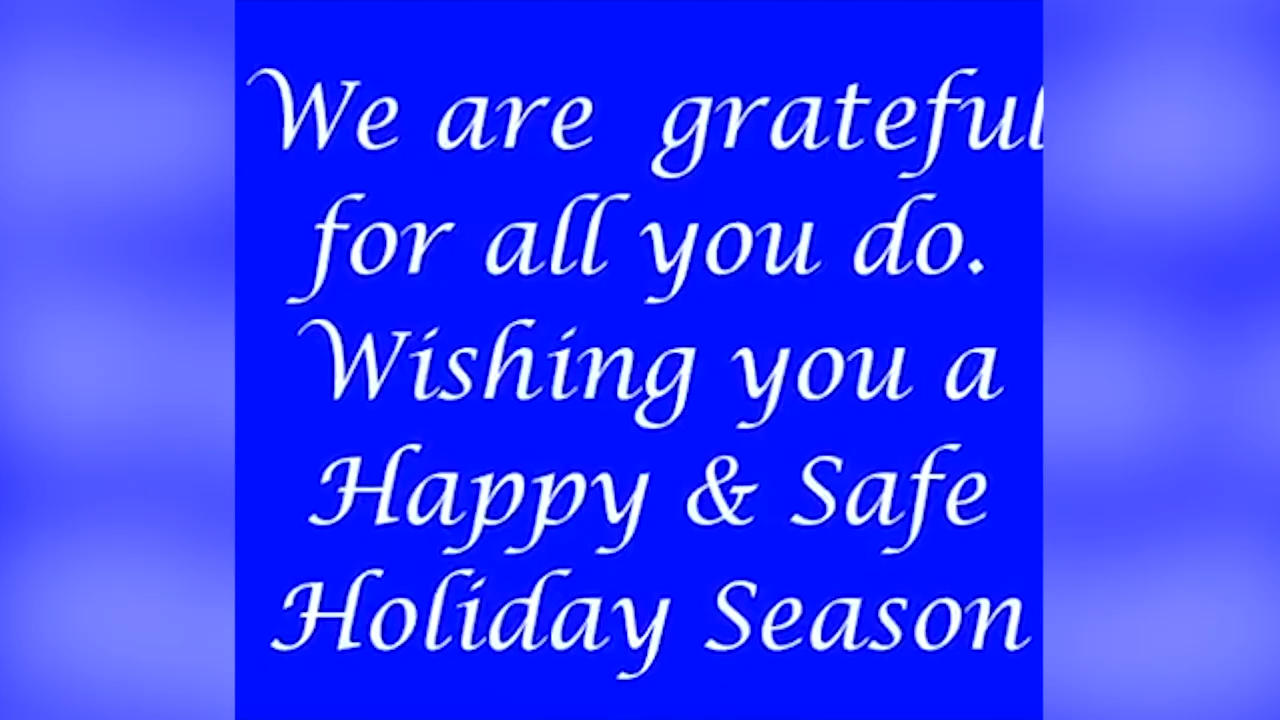 We are grateful
for all you do.
Wishing you a
Happy & Safe
Holiday Season